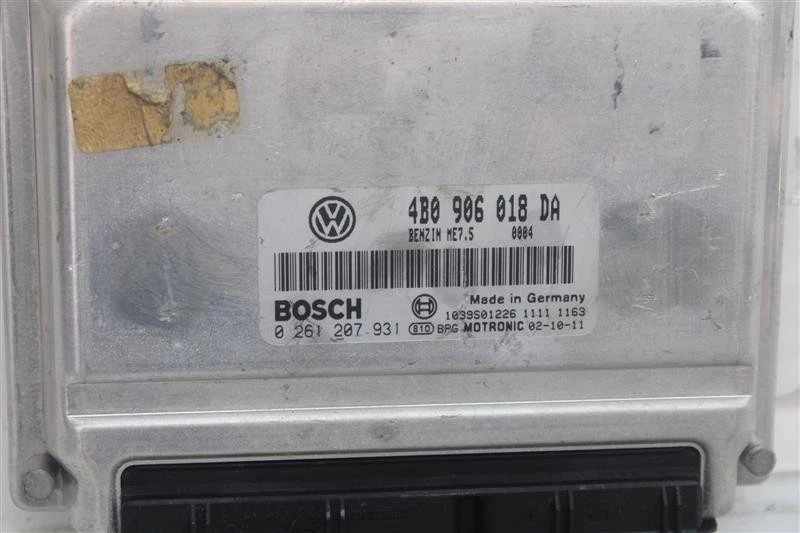 VW
4B0 906 018 DA
BENZIN ME7.5 0004
BOSCH
Made in Germany
1039S01226 1111 1163
0 261 207 931 810 BPG MOTRONIC 02-10-11